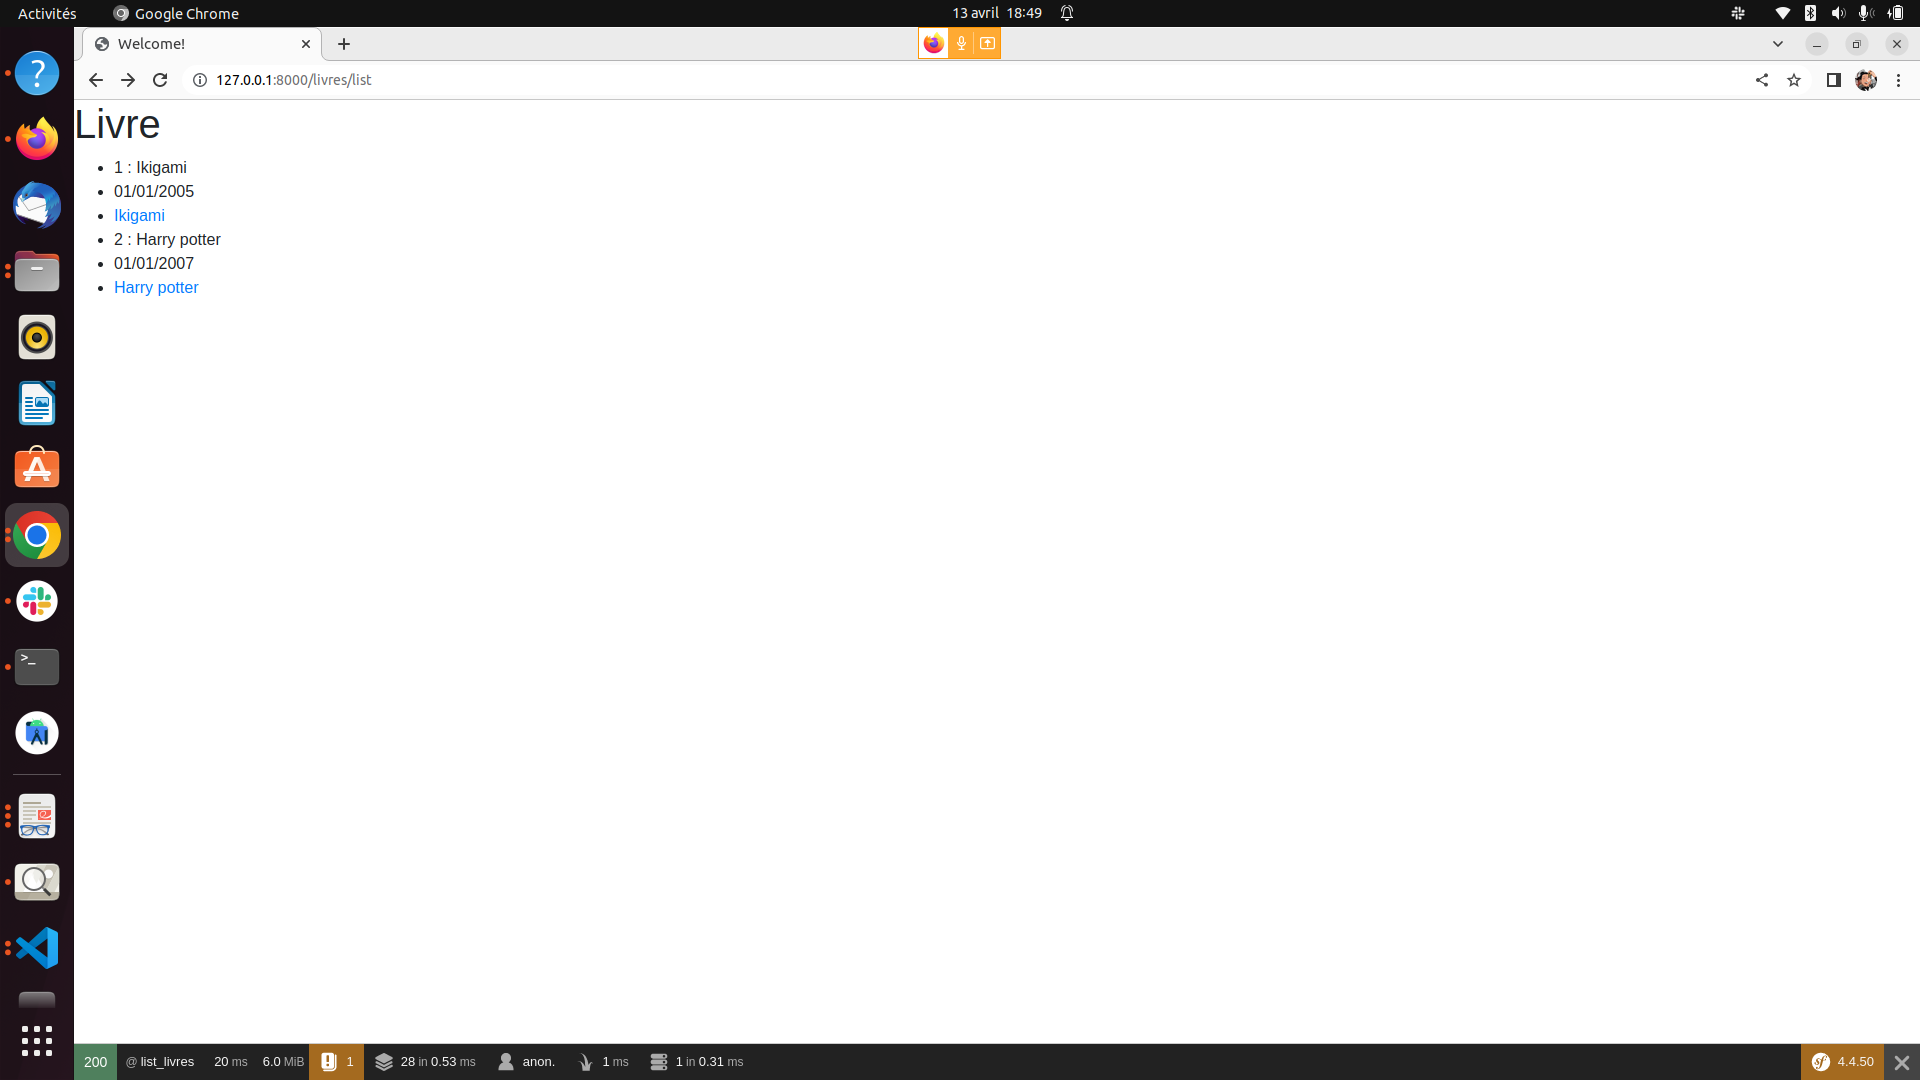 Activités Google Chrome 13 avril 18:49
Welcome!
127.0.0.1:8000/livres/list
Livre
1 : Ikigami
01/01/2005
Ikigami
2 : Harry potter
01/01/2007
Harry potter
200 @ list_livres 20 ms 6.0 MiB 1 28 in 0.53 ms anon. 1 ms 1 in 0.31 ms sf 4.4.50